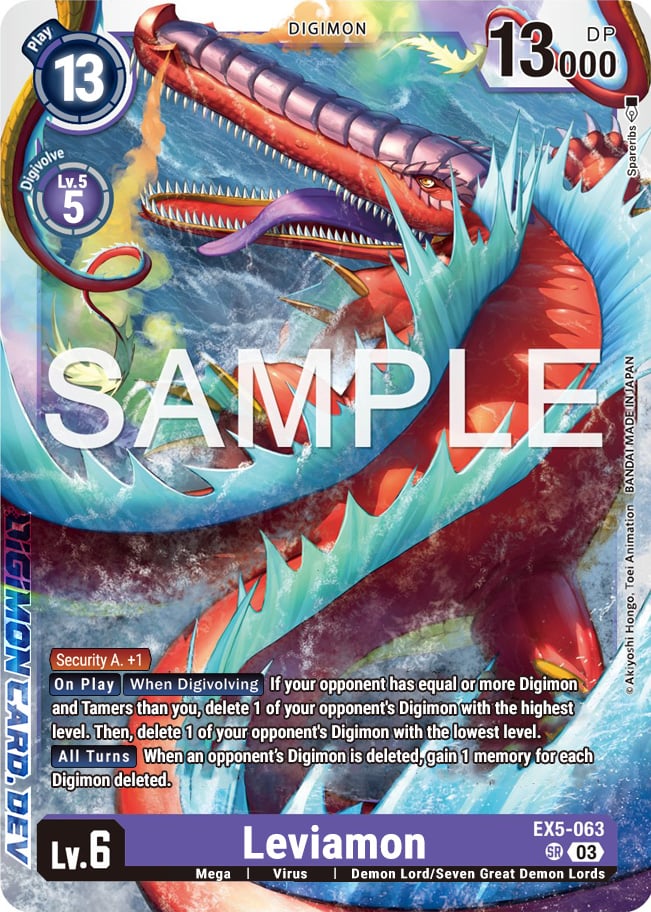 DIGIMON
Play
13
DP
13000
Spareribs
Digivolve
Lv.5
5
SAMPLE
©Akiyoshi Hongo, Toei Animation BANDAI MADE IN JAPAN
DIGIMON CARD.DEV
Security A. +1
On Play When Digivolving If your opponent has equal or more Digimon
and Tamers than you, delete 1 of your opponent's Digimon with the highest
level. Then, delete 1 of your opponent's Digimon with the lowest level.
All Turns When an opponent's Digimon is deleted, gain 1 memory for each
Digimon deleted.
Lv.6
Leviamon
EX5-063
SR 03
Mega | Virus | Demon Lord/Seven Great Demon Lords